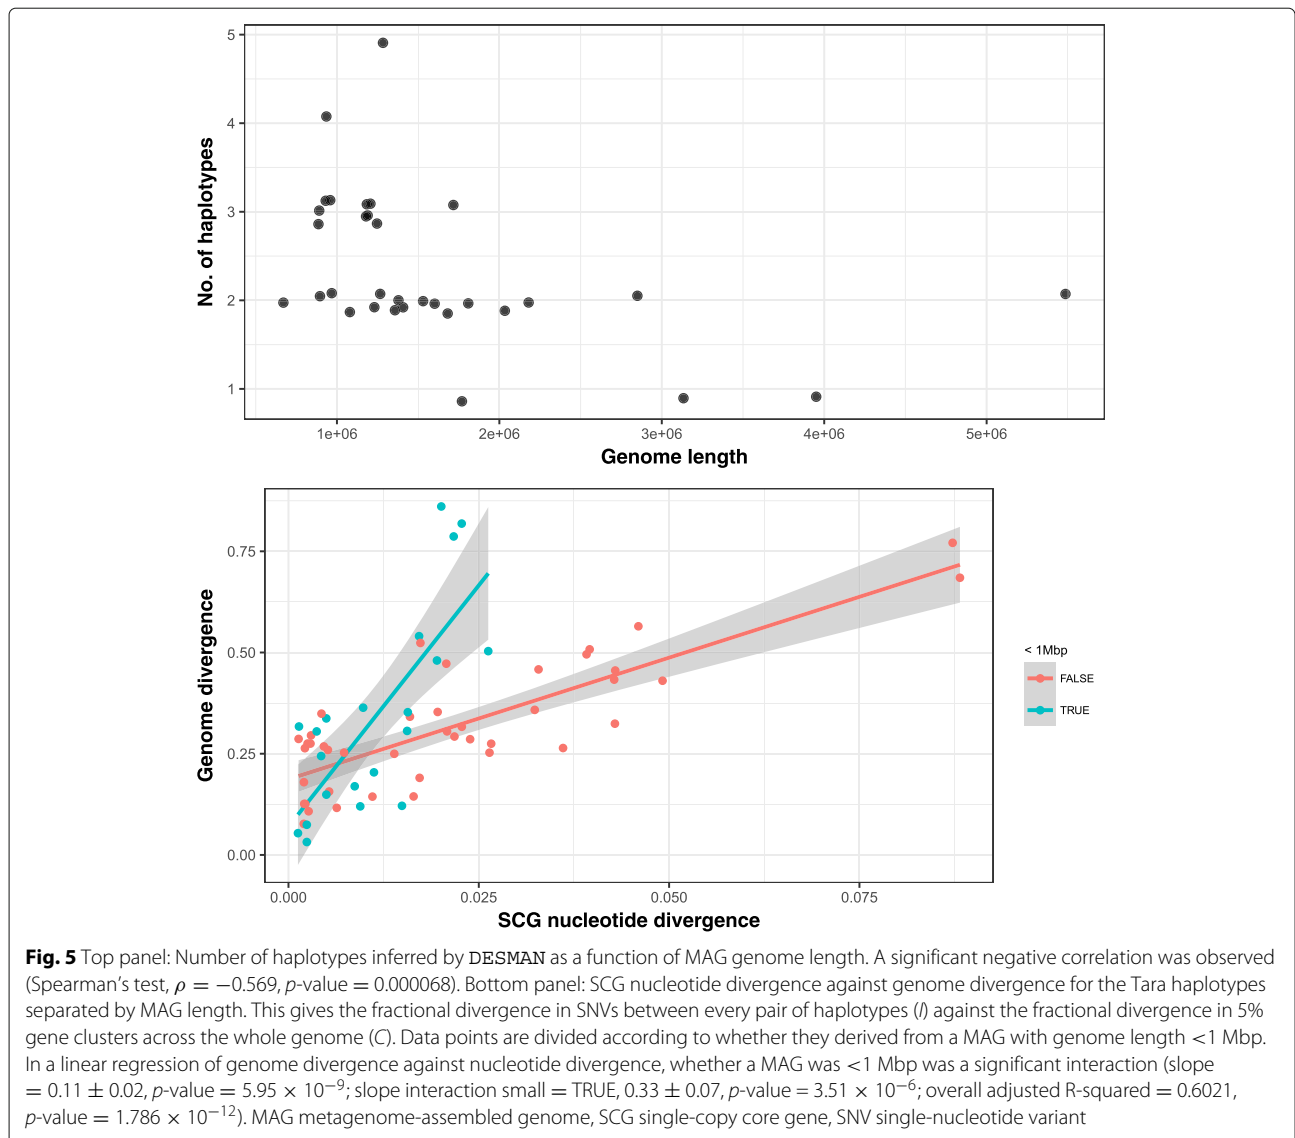 5
4
3
2
1
No. of haplotypes
1e+06 2e+06 3e+06 4e+06 5e+06
Genome length
0.75
0.50
0.25
0.00
Genome divergence
0.000 0.025 0.050 0.075
SCG nucleotide divergence
< 1Mbp
FALSE
TRUE
Fig. 5 Top panel: Number of haplotypes inferred by DESMAN as a function of MAG genome length. A significant negative correlation was observed
(Spearman's test, ρ = −0.569, p-value = 0.000068). Bottom panel: SCG nucleotide divergence against genome divergence for the Tara haplotypes
separated by MAG length. This gives the fractional divergence in SNVs between every pair of haplotypes (I) against the fractional divergence in 5%
gene clusters across the whole genome (C). Data points are divided according to whether they derived from a MAG with genome length <1 Mbp.
In a linear regression of genome divergence against nucleotide divergence, whether a MAG was <1 Mbp was a significant interaction (slope
= 0.11 ± 0.02, p-value = 5.95 × 10⁻⁹; slope interaction small = TRUE, 0.33 ± 0.07, p-value = 3.51 × 10⁻⁶; overall adjusted R-squared = 0.6021,
p-value = 1.786 × 10⁻¹²). MAG metagenome-assembled genome, SCG single-copy core gene, SNV single-nucleotide variant